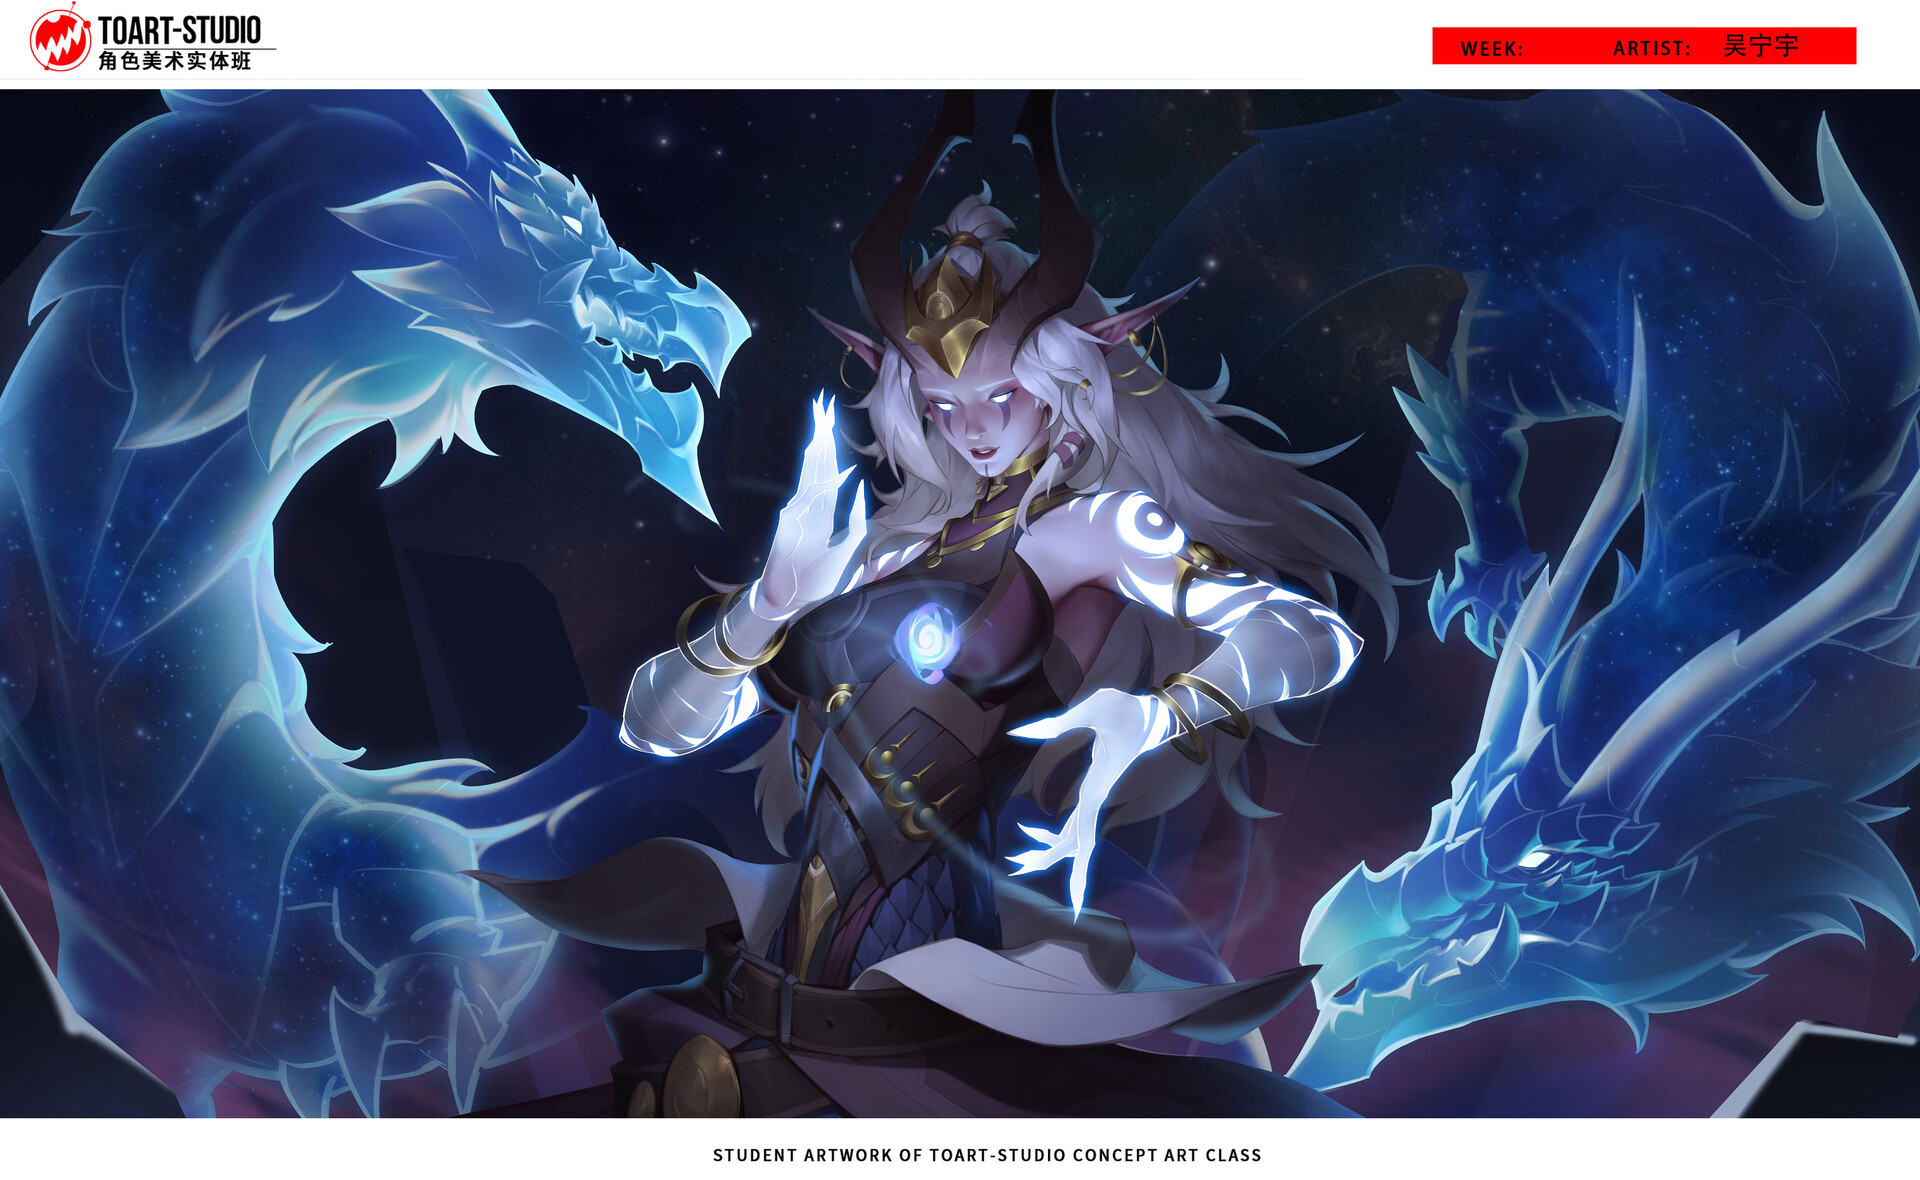 TOART-STUDIO
角色美术实体班
WEEK: ARTIST: 吴宁宇
STUDENT ARTWORK OF TOART-STUDIO CONCEPT ART CLASS